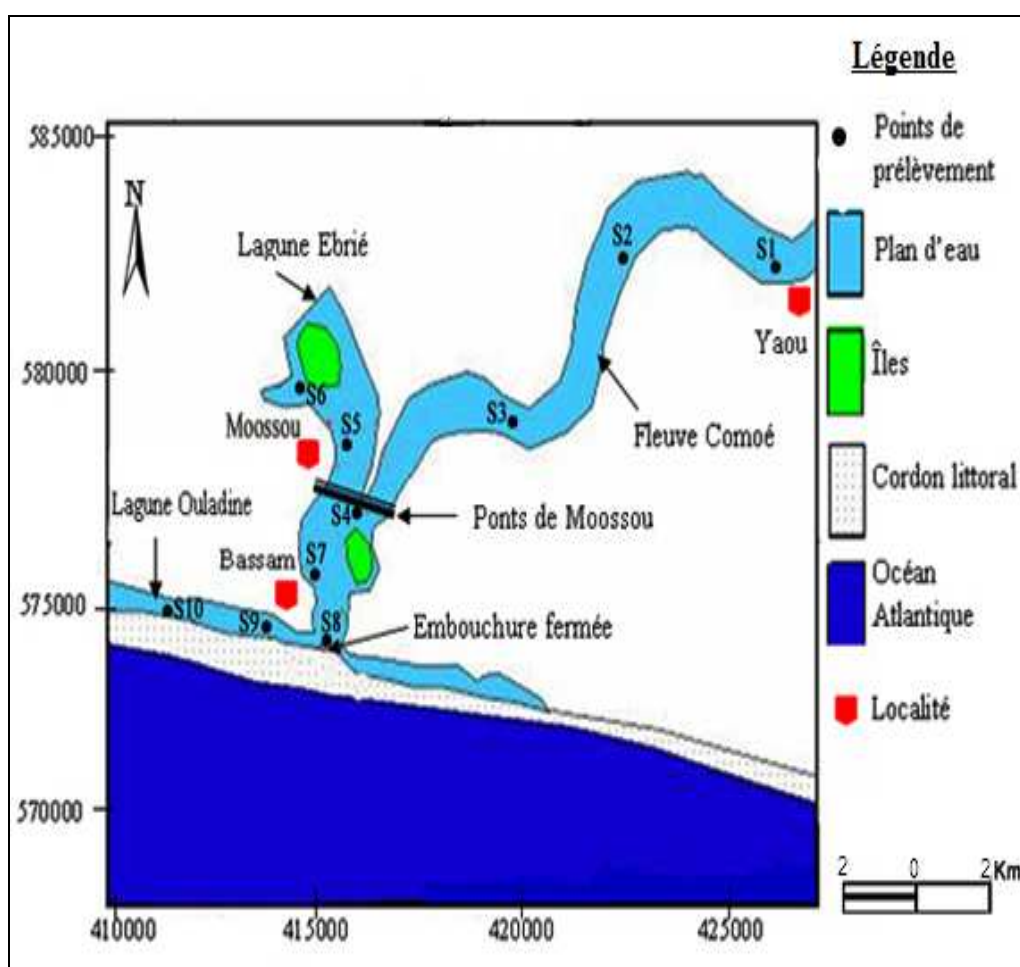 Légende
Points de
prélèvement
Plan d'eau
Îles
Cordon littoral
Océan
Atlantique
Localité
2 0 2 Km
585000
580000
575000
570000
410000 415000 420000 425000
N
Lagune Ebrié
S2
S1
Yaou
S6
S3
Fleuve Comoé
Moossou
S5
Lagune Ouladine
S4
Ponts de Moossou
Bassam
S7
S10
S9
S8
Embouchure fermée